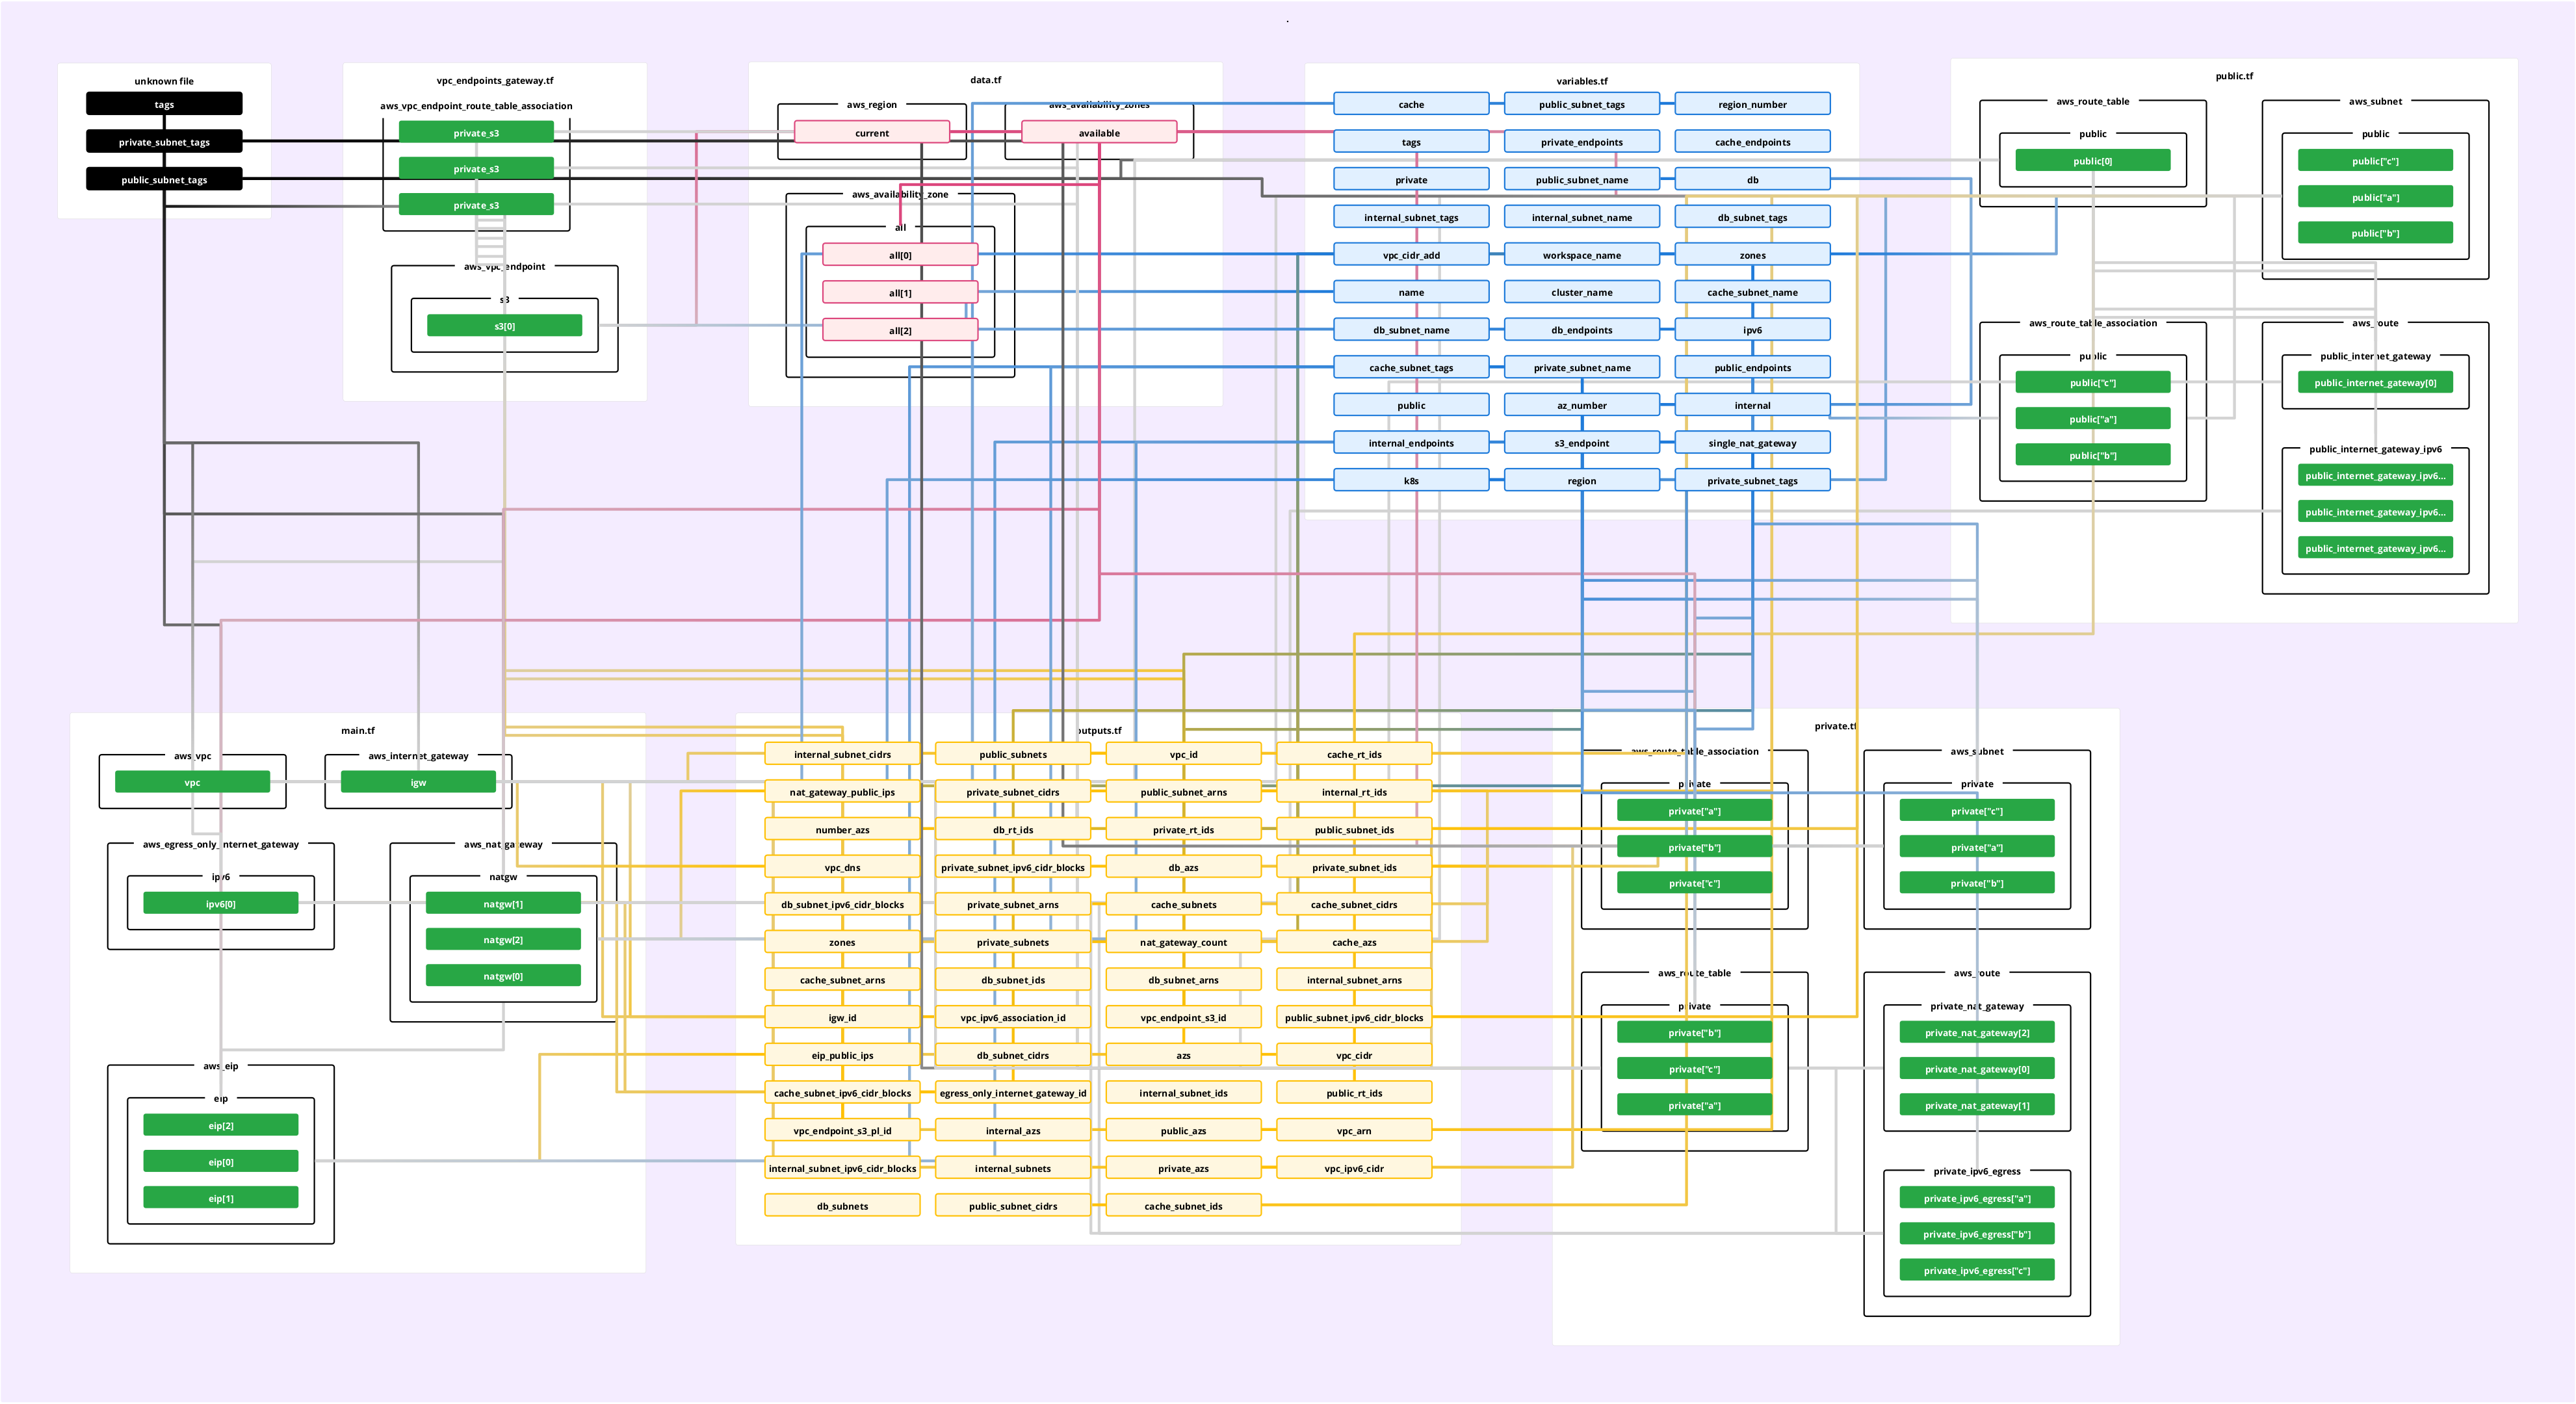 .
unknown file
tags
private_subnet_tags
public_subnet_tags
vpc_endpoints_gateway.tf
aws_vpc_endpoint_route_table_association
private_s3
private_s3
private_s3
aws_vpc_endpoint
s3
s3[0]
data.tf
aws_region
current
aws_availability_zones
available
aws_availability_zone
all
all[0]
all[1]
all[2]
variables.tf
cache public_subnet_tags region_number
tags private_endpoints cache_endpoints
private public_subnet_name db
internal_subnet_tags internal_subnet_name db_subnet_tags
vpc_cidr_add workspace_name zones
name cluster_name cache_subnet_name
db_subnet_name db_endpoints ipv6
cache_subnet_tags private_subnet_name public_endpoints
public az_number internal
internal_endpoints s3_endpoint single_nat_gateway
k8s region private_subnet_tags
public.tf
aws_route_table
public
public[0]
aws_subnet
public
public["c"]
public["a"]
public["b"]
aws_route_table_association
public
public["c"]
public["a"]
public["b"]
aws_route
public_internet_gateway
public_internet_gateway[0]
public_internet_gateway_ipv6
public_internet_gateway_ipv6...
public_internet_gateway_ipv6...
public_internet_gateway_ipv6...
main.tf
aws_vpc
vpc
aws_internet_gateway
igw
aws_egress_only_internet_gateway
ipv6
ipv6[0]
aws_nat_gateway
natgw
natgw[1]
natgw[2]
natgw[0]
aws_eip
eip
eip[2]
eip[0]
eip[1]
outputs.tf
internal_subnet_cidrs public_subnets vpc_id cache_rt_ids
nat_gateway_public_ips private_subnet_cidrs public_subnet_arns internal_rt_ids
number_azs db_rt_ids private_rt_ids public_subnet_ids
vpc_dns private_subnet_ipv6_cidr_blocks db_azs private_subnet_ids
db_subnet_ipv6_cidr_blocks private_subnet_arns cache_subnets cache_subnet_cidrs
zones private_subnets nat_gateway_count cache_azs
cache_subnet_arns db_subnet_ids db_subnet_arns internal_subnet_arns
igw_id vpc_ipv6_association_id vpc_endpoint_s3_id public_subnet_ipv6_cidr_blocks
eip_public_ips db_subnet_cidrs azs vpc_cidr
cache_subnet_ipv6_cidr_blocks egress_only_internet_gateway_id internal_subnet_ids public_rt_ids
vpc_endpoint_s3_pl_id internal_azs public_azs vpc_arn
internal_subnet_ipv6_cidr_blocks internal_subnets private_azs vpc_ipv6_cidr
db_subnets public_subnet_cidrs cache_subnet_ids
private.tf
aws_route_table_association
private
private["a"]
private["b"]
private["c"]
aws_subnet
private
private["c"]
private["a"]
private["b"]
aws_route_table
private
private["b"]
private["c"]
private["a"]
aws_route
private_nat_gateway
private_nat_gateway[2]
private_nat_gateway[0]
private_nat_gateway[1]
private_ipv6_egress
private_ipv6_egress["a"]
private_ipv6_egress["b"]
private_ipv6_egress["c"]